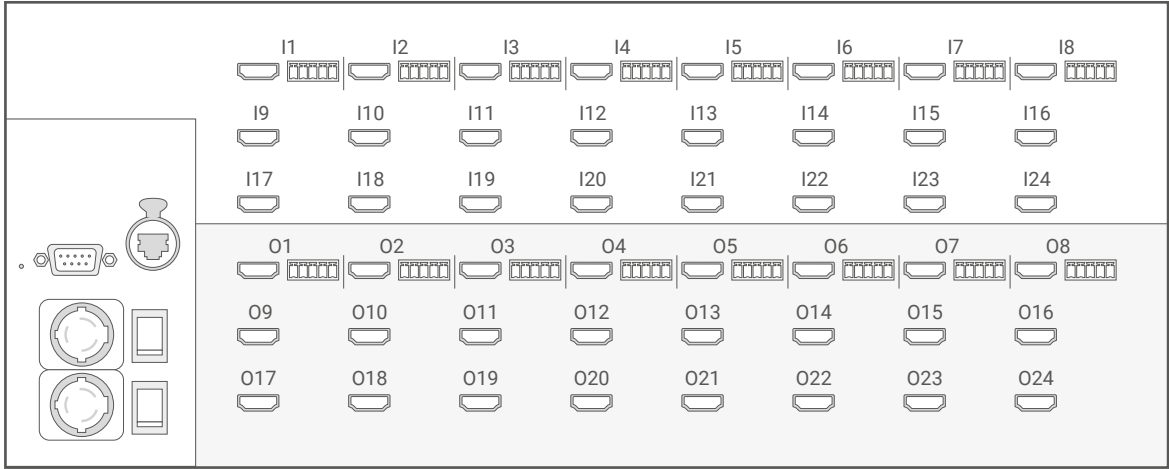 I1 I2 I3 I4 I5 I6 I7 I8
I9 I10 I11 I12 I13 I14 I15 I16
I17 I18 I19 I20 I21 I22 I23 I24
O1 O2 O3 O4 O5 O6 O7 O8
O9 O10 O11 O12 O13 O14 O15 O16
O17 O18 O19 O20 O21 O22 O23 O24